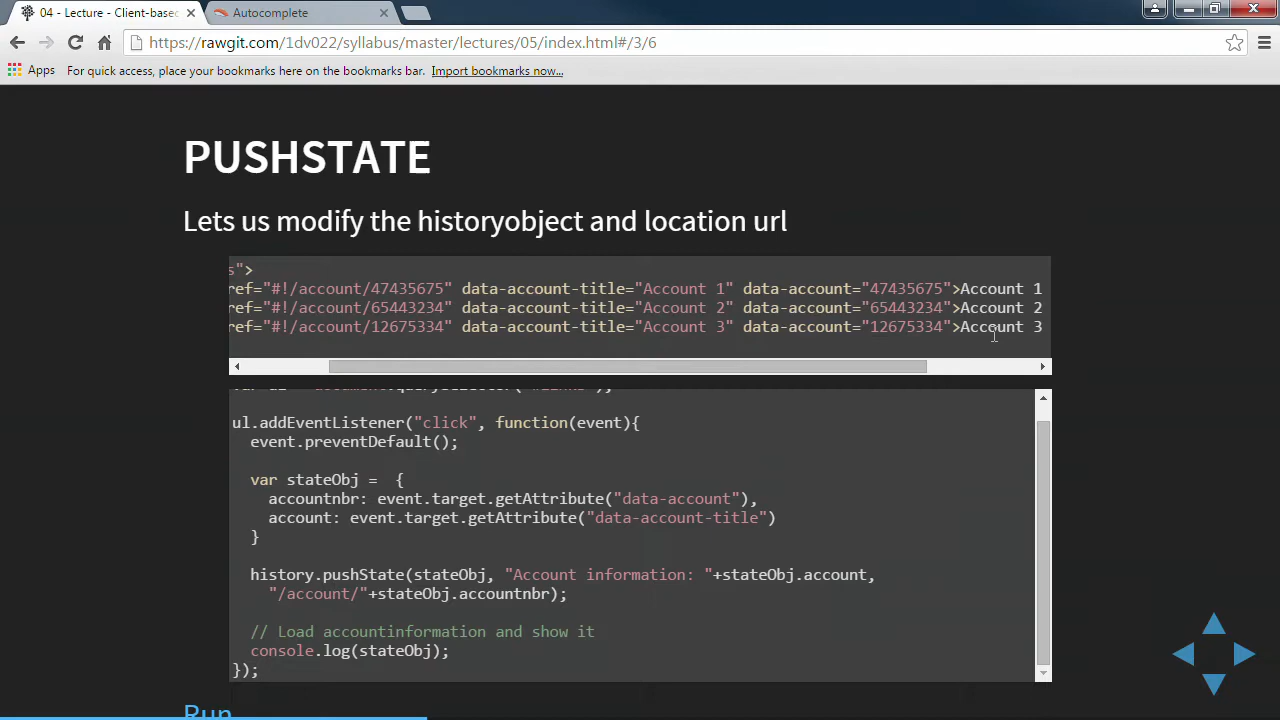 04 - Lecture - Client-based
Autocomplete
https://rawgit.com/1dv022/syllabus/master/lectures/05/index.html#/3/6
Apps For quick access, place your bookmarks here on the bookmarks bar. Import bookmarks now...
PUSHSTATE
Lets us modify the historyobject and location url
s">
ref="#!/account/47435675" data-account-title="Account 1" data-account="47435675">Account 1
ref="#!/account/65443234" data-account-title="Account 2" data-account="65443234">Account 2
ref="#!/account/12675334" data-account-title="Account 3" data-account="12675334">Account 3
ul.addEventListener("click", function(event){
event.preventDefault();
var stateObj = {
accountnbr: event.target.getAttribute("data-account"),
account: event.target.getAttribute("data-account-title")
}
history.pushState(stateObj, "Account information: "+stateObj.account,
"/account/"+stateObj.accountnbr);
// Load accountinformation and show it
console.log(stateObj);
});
Run